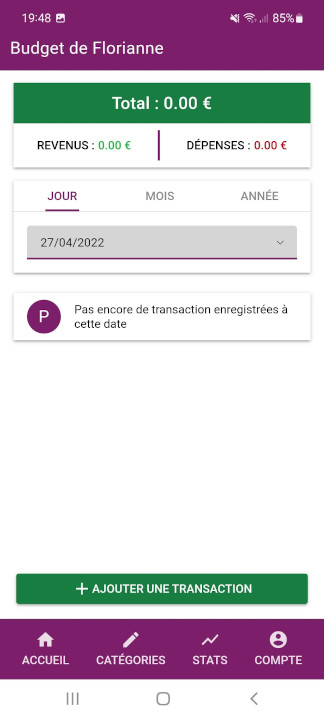 19:48 85%
Budget de Florianne
Total : 0.00 €
REVENUS : 0.00 € DÉPENSES : 0.00 €
JOUR MOIS ANNÉE
27/04/2022
P
Pas encore de transaction enregistrées à
cette date
+ AJOUTER UNE TRANSACTION
ACCUEIL CATÉGORIES STATS COMPTE